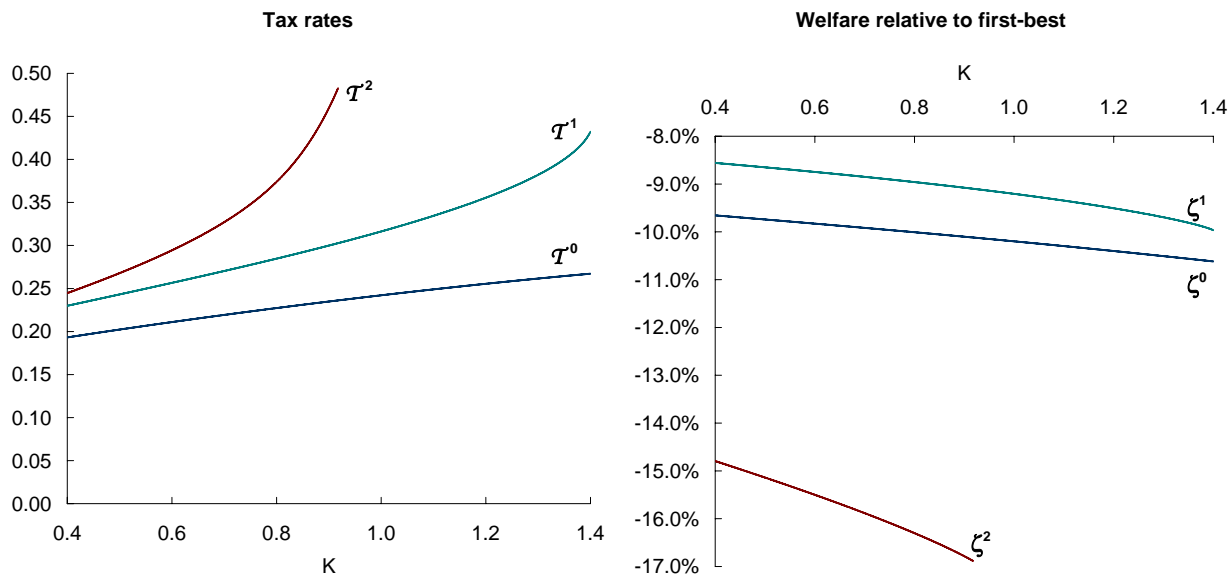 Tax rates
0.50
0.45
0.40
0.35
0.30
0.25
0.20
0.15
0.10
0.05
0.00
0.4 0.6 0.8 1.0 1.2 1.4
K
𝒯²
𝒯¹
𝒯⁰
Welfare relative to first-best
K
0.4 0.6 0.8 1.0 1.2 1.4
-8.0%
-9.0%
-10.0%
-11.0%
-12.0%
-13.0%
-14.0%
-15.0%
-16.0%
-17.0%
ζ¹
ζ⁰
ζ²